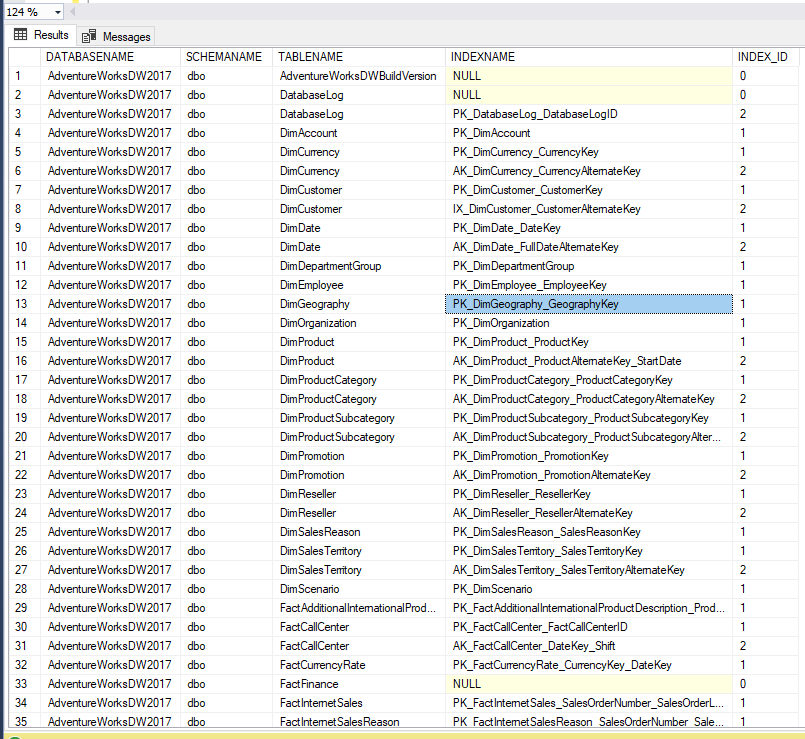 124 %
Results Messages
DATABASENAME SCHEMANAME TABLENAME INDEXNAME INDEX_ID
1 AdventureWorksDW2017 dbo AdventureWorksDWBuildVersion NULL 0
2 AdventureWorksDW2017 dbo DatabaseLog NULL 0
3 AdventureWorksDW2017 dbo DatabaseLog PK_DatabaseLog_DatabaseLogID 2
4 AdventureWorksDW2017 dbo DimAccount PK_DimAccount 1
5 AdventureWorksDW2017 dbo DimCurrency PK_DimCurrency_CurrencyKey 1
6 AdventureWorksDW2017 dbo DimCurrency AK_DimCurrency_CurrencyAlternateKey 2
7 AdventureWorksDW2017 dbo DimCustomer PK_DimCustomer_CustomerKey 1
8 AdventureWorksDW2017 dbo DimCustomer IX_DimCustomer_CustomerAlternateKey 2
9 AdventureWorksDW2017 dbo DimDate PK_DimDate_DateKey 1
10 AdventureWorksDW2017 dbo DimDate AK_DimDate_FullDateAlternateKey 2
11 AdventureWorksDW2017 dbo DimDepartmentGroup PK_DimDepartmentGroup 1
12 AdventureWorksDW2017 dbo DimEmployee PK_DimEmployee_EmployeeKey 1
13 AdventureWorksDW2017 dbo DimGeography PK_DimGeography_GeographyKey 1
14 AdventureWorksDW2017 dbo DimOrganization PK_DimOrganization 1
15 AdventureWorksDW2017 dbo DimProduct PK_DimProduct_ProductKey 1
16 AdventureWorksDW2017 dbo DimProduct AK_DimProduct_ProductAlternateKey_StartDate 2
17 AdventureWorksDW2017 dbo DimProductCategory PK_DimProductCategory_ProductCategoryKey 1
18 AdventureWorksDW2017 dbo DimProductCategory AK_DimProductCategory_ProductCategoryAlternateKey 2
19 AdventureWorksDW2017 dbo DimProductSubcategory PK_DimProductSubcategory_ProductSubcategoryKey 1
20 AdventureWorksDW2017 dbo DimProductSubcategory AK_DimProductSubcategory_ProductSubcategoryAlter... 2
21 AdventureWorksDW2017 dbo DimPromotion PK_DimPromotion_PromotionKey 1
22 AdventureWorksDW2017 dbo DimPromotion AK_DimPromotion_PromotionAlternateKey 2
23 AdventureWorksDW2017 dbo DimReseller PK_DimReseller_ResellerKey 1
24 AdventureWorksDW2017 dbo DimReseller AK_DimReseller_ResellerAlternateKey 2
25 AdventureWorksDW2017 dbo DimSalesReason PK_DimSalesReason_SalesReasonKey 1
26 AdventureWorksDW2017 dbo DimSalesTerritory PK_DimSalesTerritory_SalesTerritoryKey 1
27 AdventureWorksDW2017 dbo DimSalesTerritory AK_DimSalesTerritory_SalesTerritoryAlternateKey 2
28 AdventureWorksDW2017 dbo DimScenario PK_DimScenario 1
29 AdventureWorksDW2017 dbo FactAdditionalInternationalProd... PK_FactAdditionalInternationalProductDescription_Prod... 1
30 AdventureWorksDW2017 dbo FactCallCenter PK_FactCallCenter_FactCallCenterID 1
31 AdventureWorksDW2017 dbo FactCallCenter AK_FactCallCenter_DateKey_Shift 2
32 AdventureWorksDW2017 dbo FactCurrencyRate PK_FactCurrencyRate_CurrencyKey_DateKey 1
33 AdventureWorksDW2017 dbo FactFinance NULL 0
34 AdventureWorksDW2017 dbo FactInternetSales PK_FactInternetSales_SalesOrderNumber_SalesOrderL... 1
35 AdventureWorksDW2017 dbo FactInternetSalesReason PK_FactInternetSalesReason_SalesOrderNumber_Sale... 1